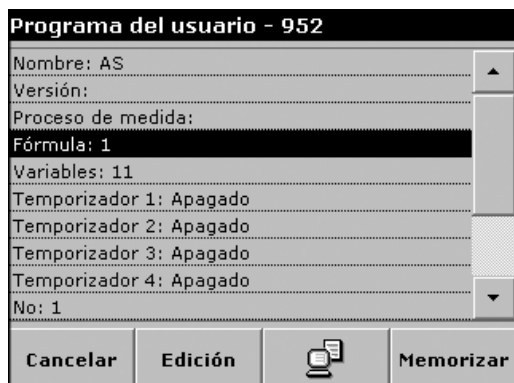 Programa del usuario - 952
Nombre: AS
Versión:
Proceso de medida:
Fórmula: 1
Variables: 11
Temporizador 1: Apagado
Temporizador 2: Apagado
Temporizador 3: Apagado
Temporizador 4: Apagado
No: 1
Cancelar
Edición
Memorizar